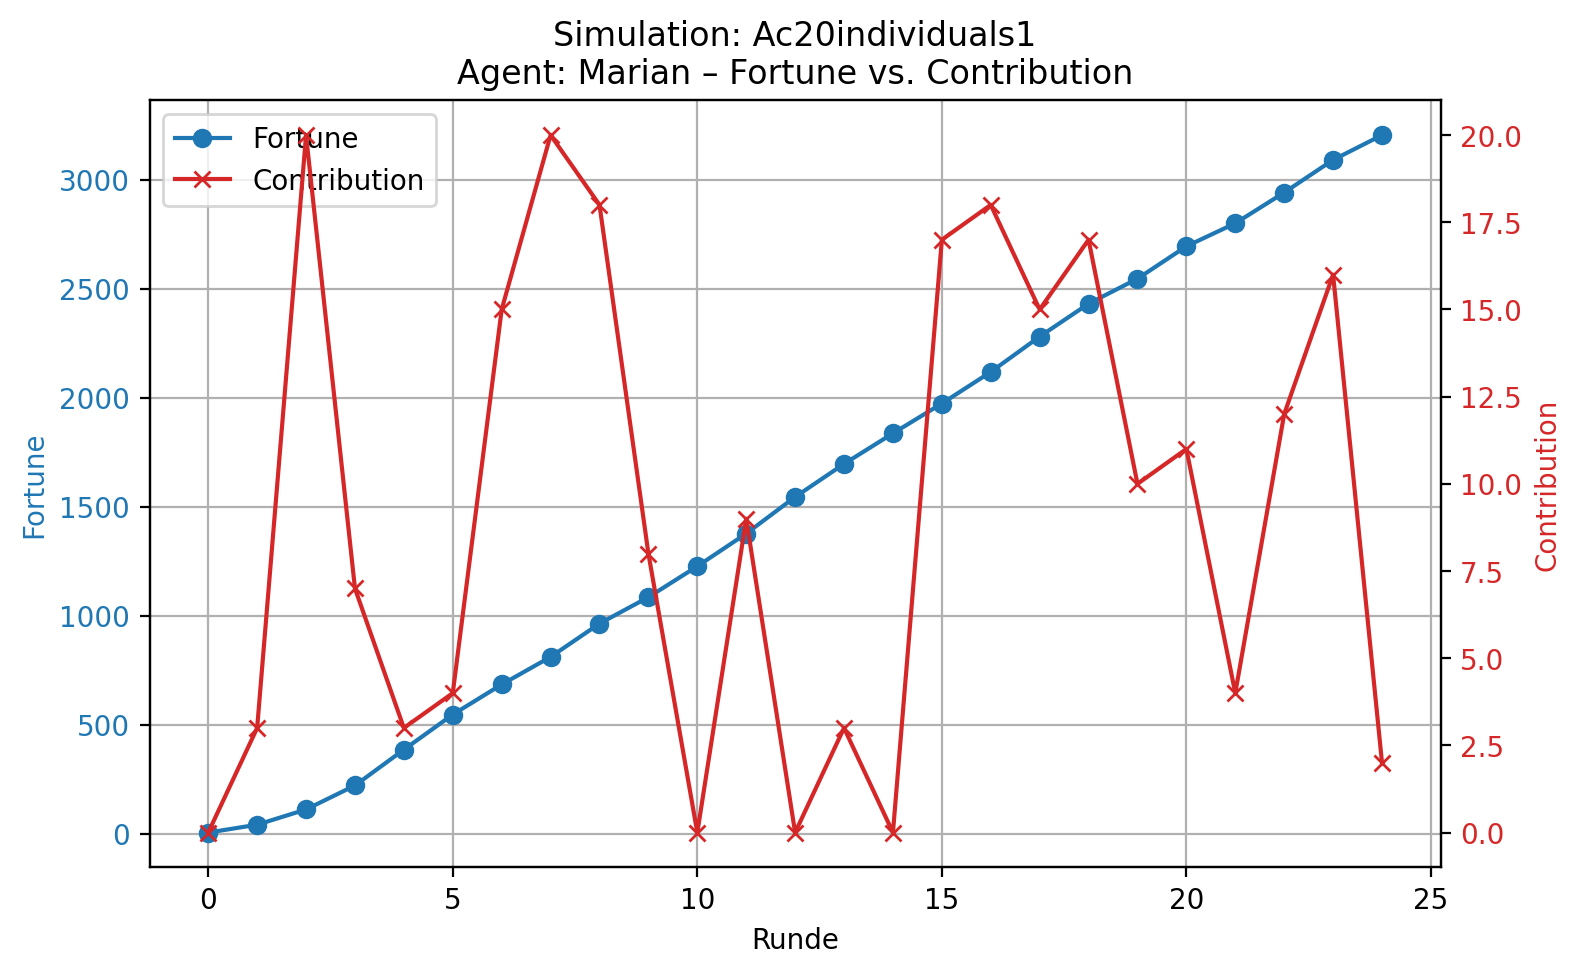 Simulation: Ac20individuals1
Agent: Marian – Fortune vs. Contribution
Fortune
Contribution
3000
2500
2000
1500
1000
500
0
Fortune
20.0
17.5
15.0
12.5
10.0
7.5
5.0
2.5
0.0
Contribution
0 5 10 15 20 25
Runde